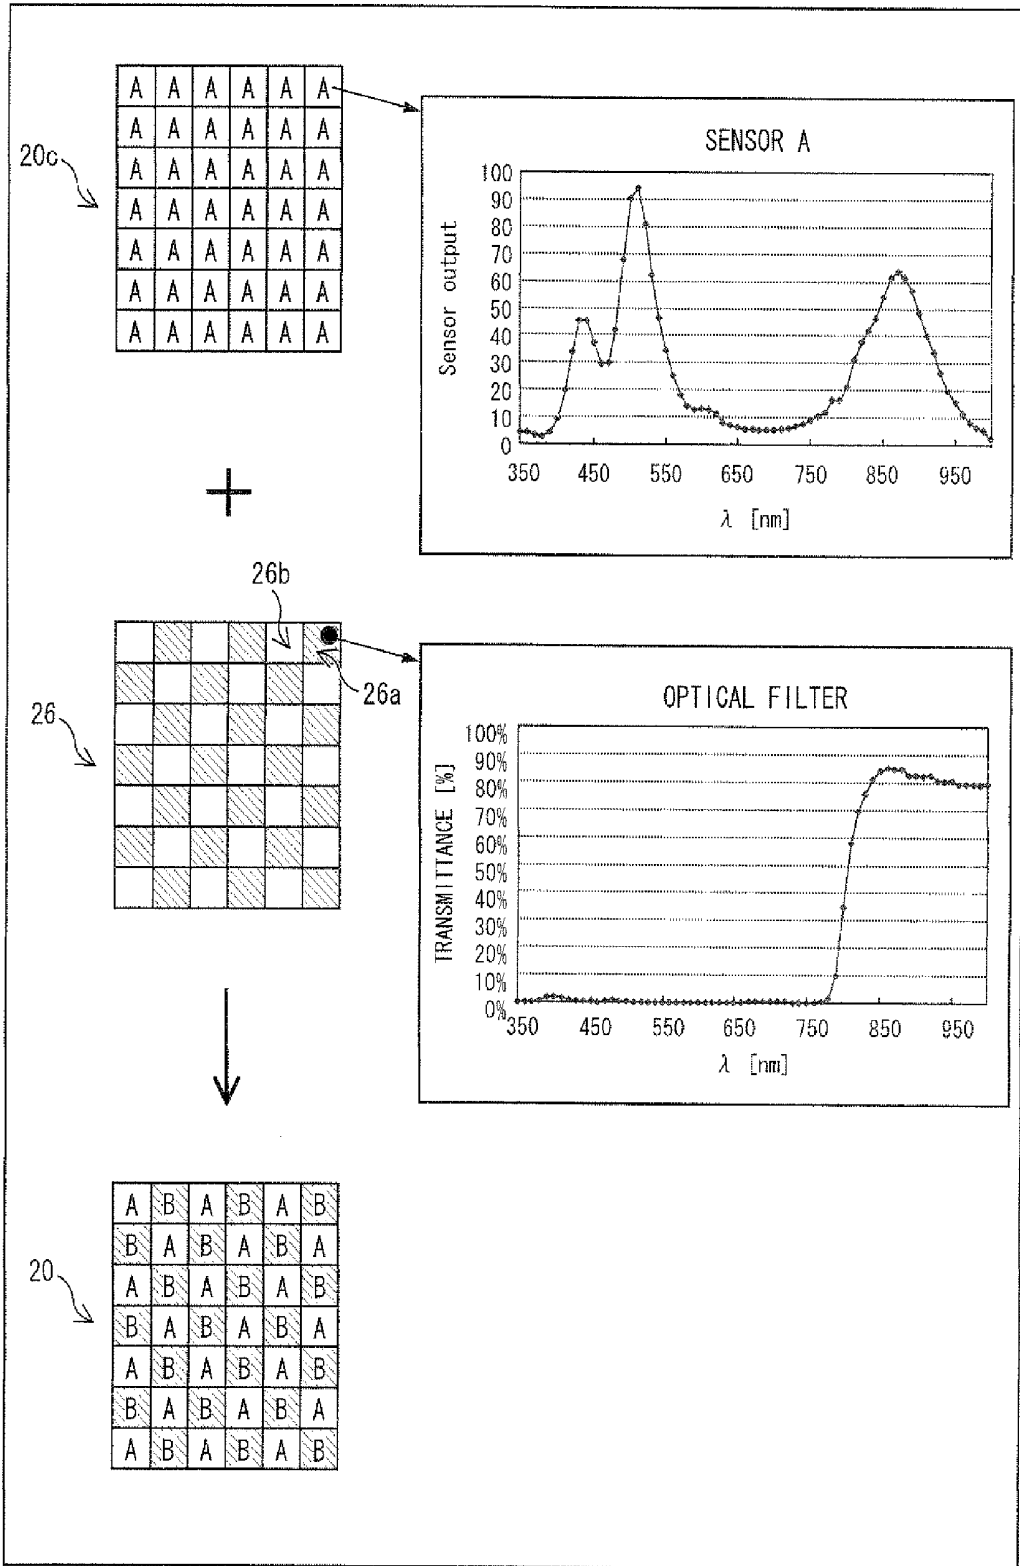 A A A A A A
A A A A A A
A A A A A A
A A A A A A
A A A A A A
A A A A A A
A A A A A A
20c
SENSOR A
Sensor output
100
90
80
70
60
50
40
30
20
10
0
350 450 550 650 750 850 950
λ [nm]
+
26b
26a
26
OPTICAL FILTER
TRANSMITTANCE [%]
100%
90%
80%
70%
60%
50%
40%
30%
20%
10%
0%
350 450 550 650 750 850 950
λ [nm]
20
A B A B A B
B A B A B A
A B A B A B
B A B A B A
A B A B A B
B A B A B A
A B A B A B